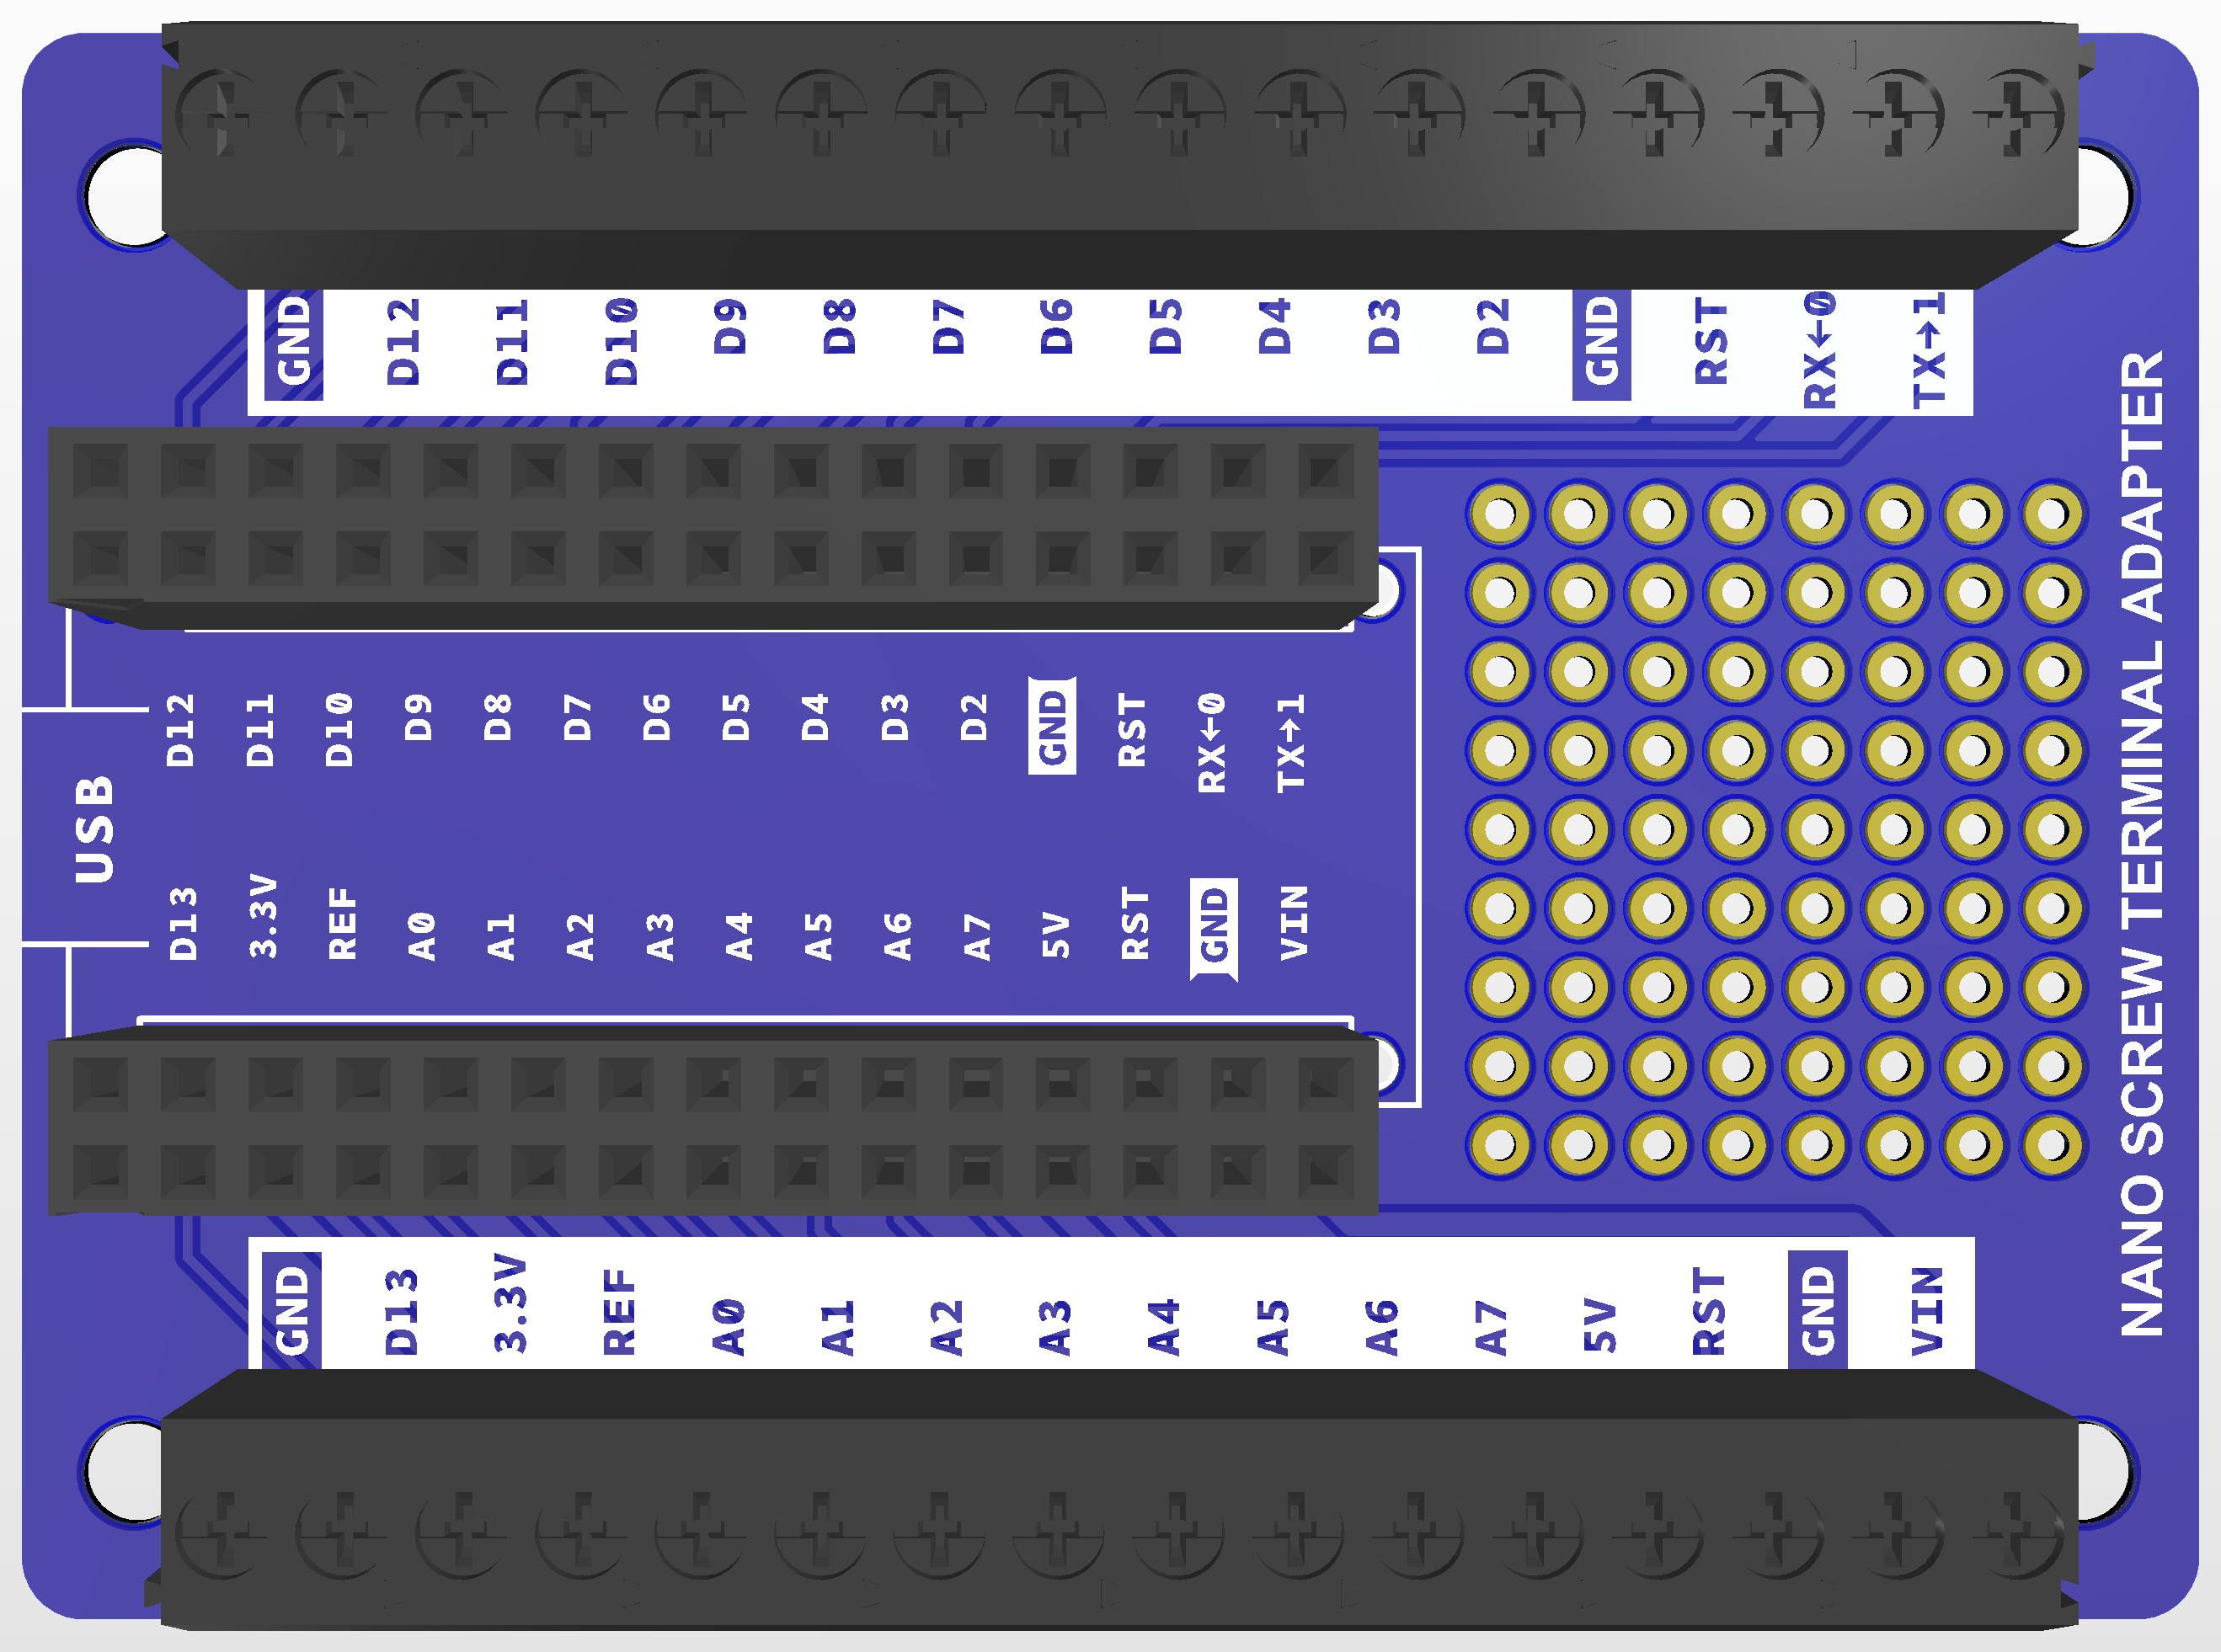 GND D12 D11 D10 D9 D8 D7 D6 D5 D4 D3 D2 GND RST RX←0 TX→1
D12 D11 D10 D9 D8 D7 D6 D5 D4 D3 D2 GND RST RX←0 TX→1
USB
D13 3.3V REF A0 A1 A2 A3 A4 A5 A6 A7 5V RST GND VIN
GND D13 3.3V REF A0 A1 A2 A3 A4 A5 A6 A7 5V RST GND VIN
NANO SCREW TERMINAL ADAPTER